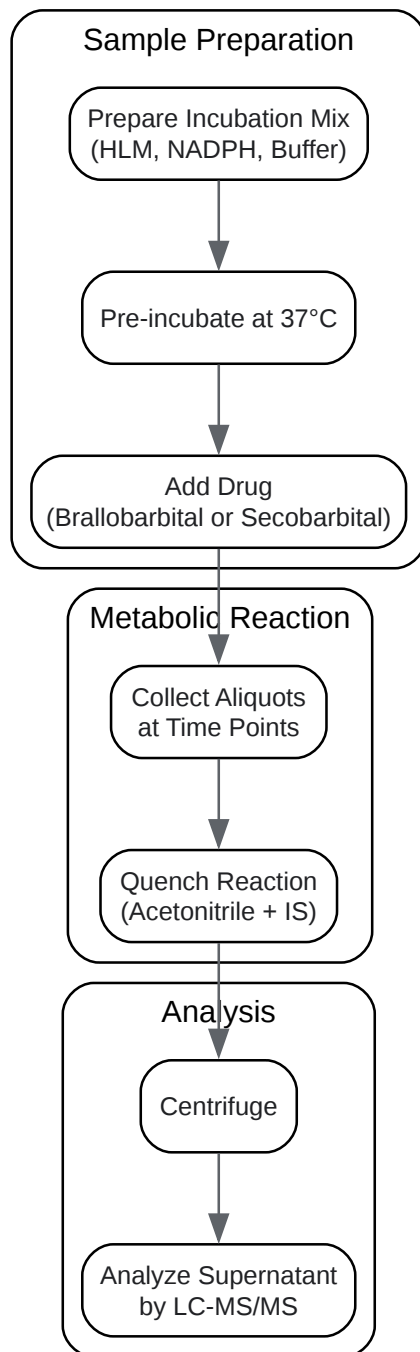 Sample Preparation
Prepare Incubation Mix
(HLM, NADPH, Buffer)
Pre-incubate at 37°C
Add Drug
(Brallobarbital or Secobarbital)
Metabolic Reaction
Collect Aliquots
at Time Points
Quench Reaction
(Acetonitrile + IS)
Analysis
Centrifuge
Analyze Supernatant
by LC-MS/MS